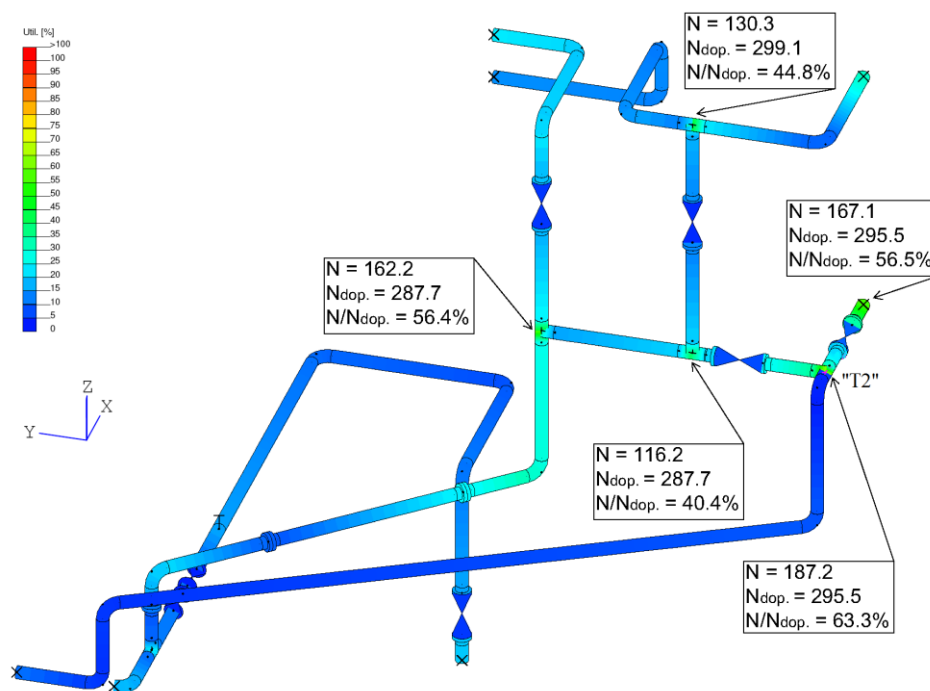 Util. [%]
>100
100
95
90
85
80
75
70
65
60
55
50
45
40
35
30
25
20
15
10
5
0
N = 130.3
Ndop. = 299.1
N/Ndop. = 44.8%
N = 167.1
Ndop. = 295.5
N/Ndop. = 56.5%
N = 162.2
Ndop. = 287.7
N/Ndop. = 56.4%
"T2"
Z
X
Y
N = 116.2
Ndop. = 287.7
N/Ndop. = 40.4%
N = 187.2
Ndop. = 295.5
N/Ndop. = 63.3%